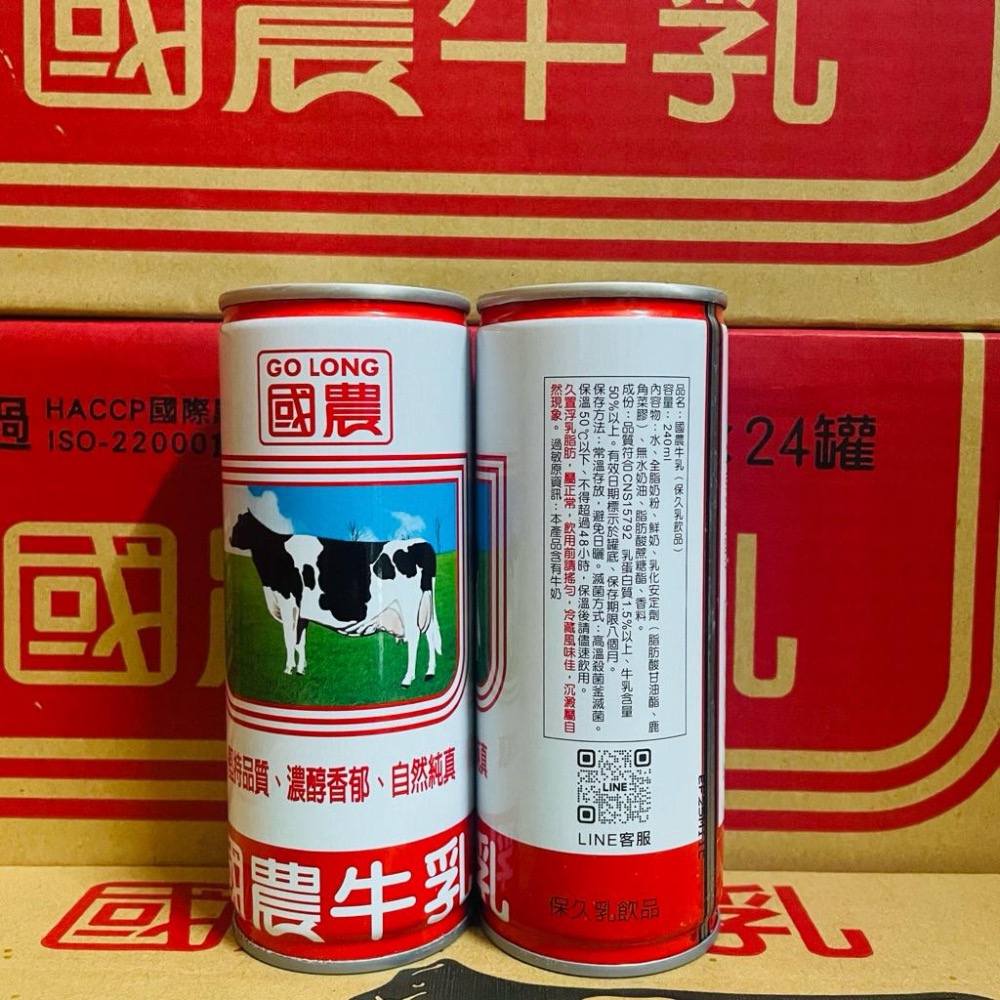 國農牛乳
過 HACCP國際
ISO-22000
24罐
國
乳
GO LONG
國農
品質、濃醇香郁、自然純真
農牛乳
品名：國農牛乳（保久乳飲品）
容量：240ml
內容物：水、全脂奶粉、鮮奶、乳化安定劑（脂肪酸甘油酯、鹿
角菜膠）、無水奶油、脂肪酸蔗糖酯、香料。
成份：品質符合CNS15792 乳蛋白質1.5%以上、牛乳含量
50%以上。有效日期標示於罐底、保存期限八個月。
保存方法：常溫存放，避免日曬。滅菌方式：高溫殺菌釜滅菌。
保溫50℃以下、不得超過48小時，保溫後請儘速飲用。
久置浮乳脂肪，屬正常，飲用前請搖勻，冷藏風味佳，沉澱屬自
然現象。過敏原資訊：本產品含有牛奶
LINE
LINE客服
保久乳飲品
真
乳
國
乳